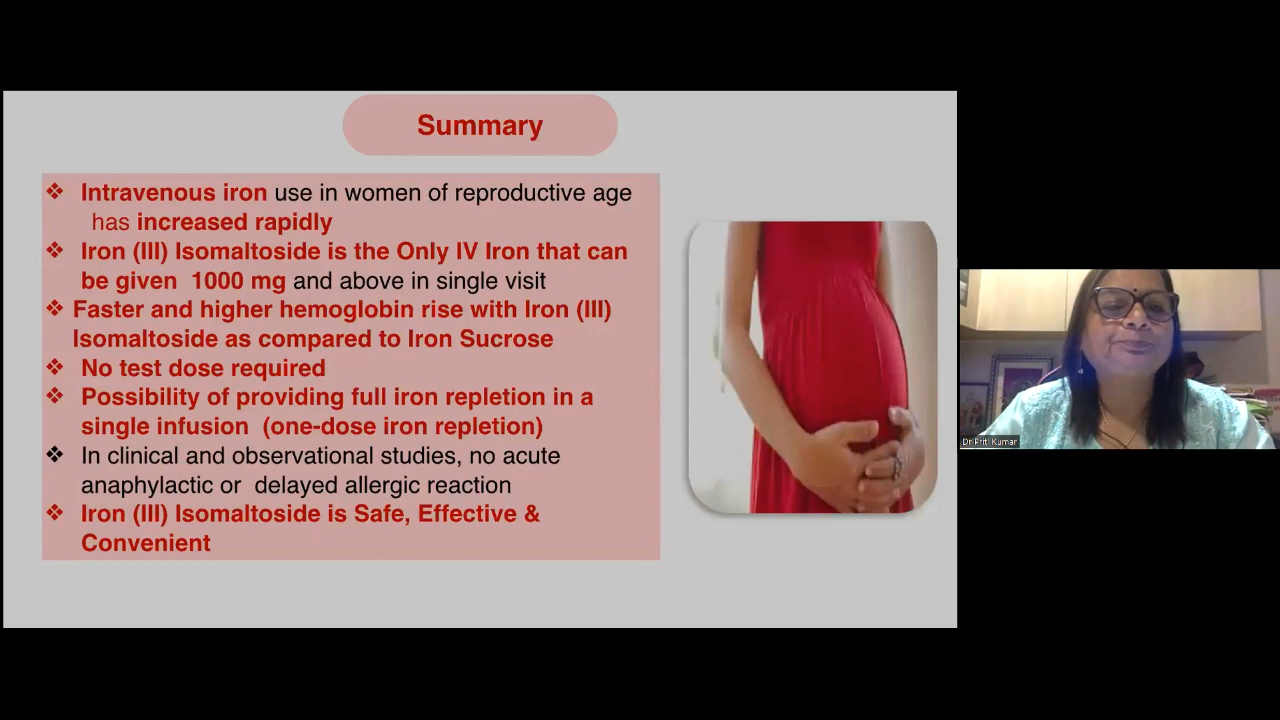 Summary
❖ Intravenous iron use in women of reproductive age
has increased rapidly
❖ Iron (III) Isomaltoside is the Only IV Iron that can
be given 1000 mg and above in single visit
❖ Faster and higher hemoglobin rise with Iron (III)
Isomaltoside as compared to Iron Sucrose
❖ No test dose required
❖ Possibility of providing full iron repletion in a
single infusion (one-dose iron repletion)
❖ In clinical and observational studies, no acute
anaphylactic or delayed allergic reaction
❖ Iron (III) Isomaltoside is Safe, Effective &
Convenient
Dr Priti Kumar